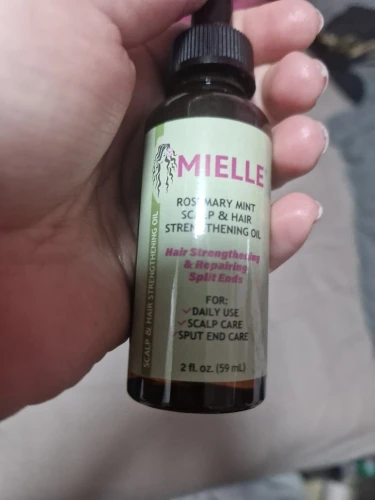 MIELLE
ROSEMARY MINT
SCALP & HAIR
STRENGTHENING OIL
Hair Strengthening
& Repairing
Split Ends
FOR:
DAILY USE
SCALP CARE
SPUT END CARE
2 fl. oz. (59 mL)
SCALP & HAIR STRENGTHENING OIL